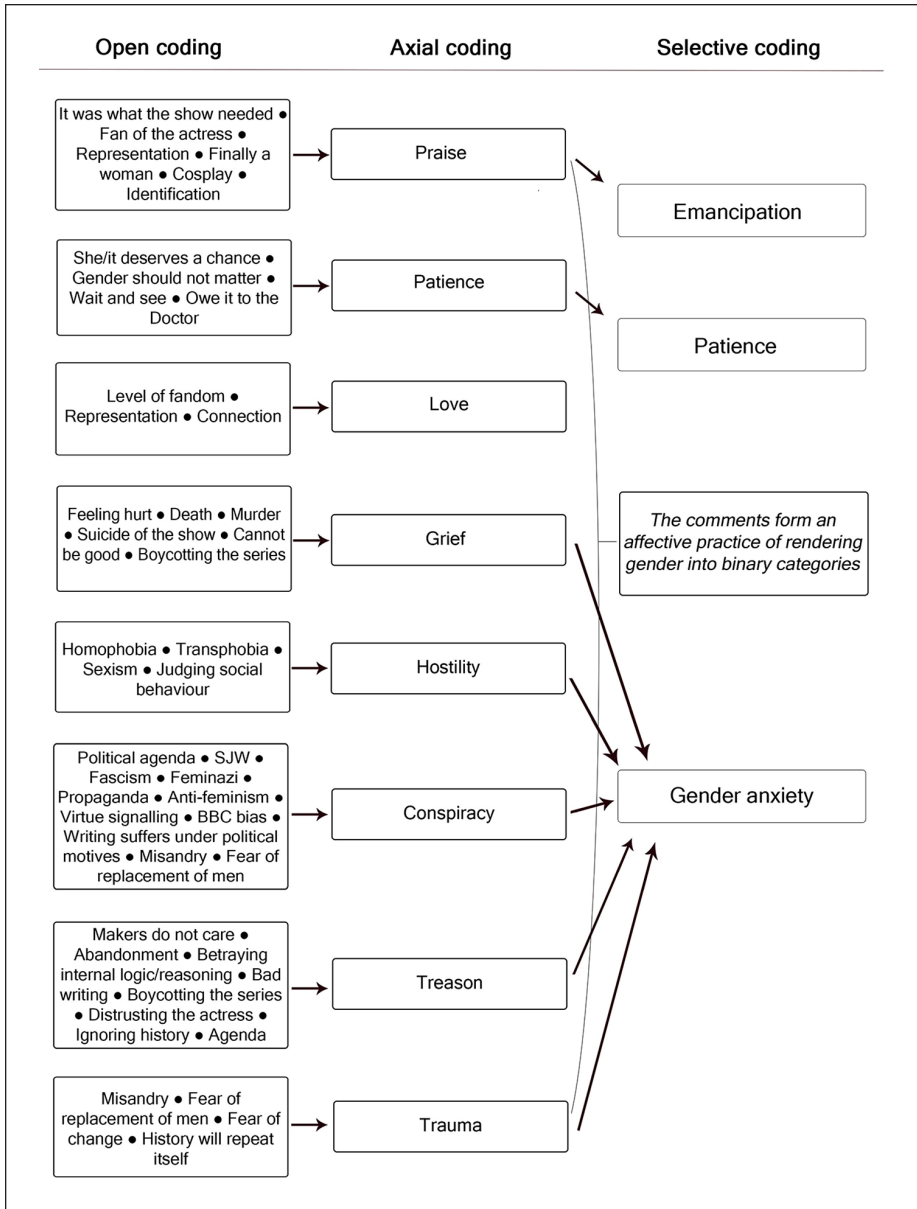 Open coding
Axial coding
Selective coding
It was what the show needed ●
Fan of the actress ●
Representation ● Finally a
woman ● Cosplay ●
Identification
Praise
Emancipation
She/it deserves a chance ●
Gender should not matter ●
Wait and see ● Owe it to the
Doctor
Patience
Patience
Level of fandom ●
Representation ● Connection
Love
Feeling hurt ● Death ● Murder
● Suicide of the show ● Cannot
be good ● Boycotting the series
Grief
The comments form an
affective practice of rendering
gender into binary categories
Homophobia ● Transphobia ●
Sexism ● Judging social
behaviour
Hostility
Political agenda ● SJW ●
Fascism ● Feminazi ●
Propaganda ● Anti-feminism ●
Virtue signalling ● BBC bias ●
Writing suffers under political
motives ● Misandry ● Fear of
replacement of men
Conspiracy
Gender anxiety
Makers do not care ●
Abandonment ● Betraying
internal logic/reasoning ● Bad
writing ● Boycotting the series
● Distrusting the actress ●
Ignoring history ● Agenda
Treason
Misandry ● Fear of
replacement of men ● Fear of
change ● History will repeat
itself
Trauma